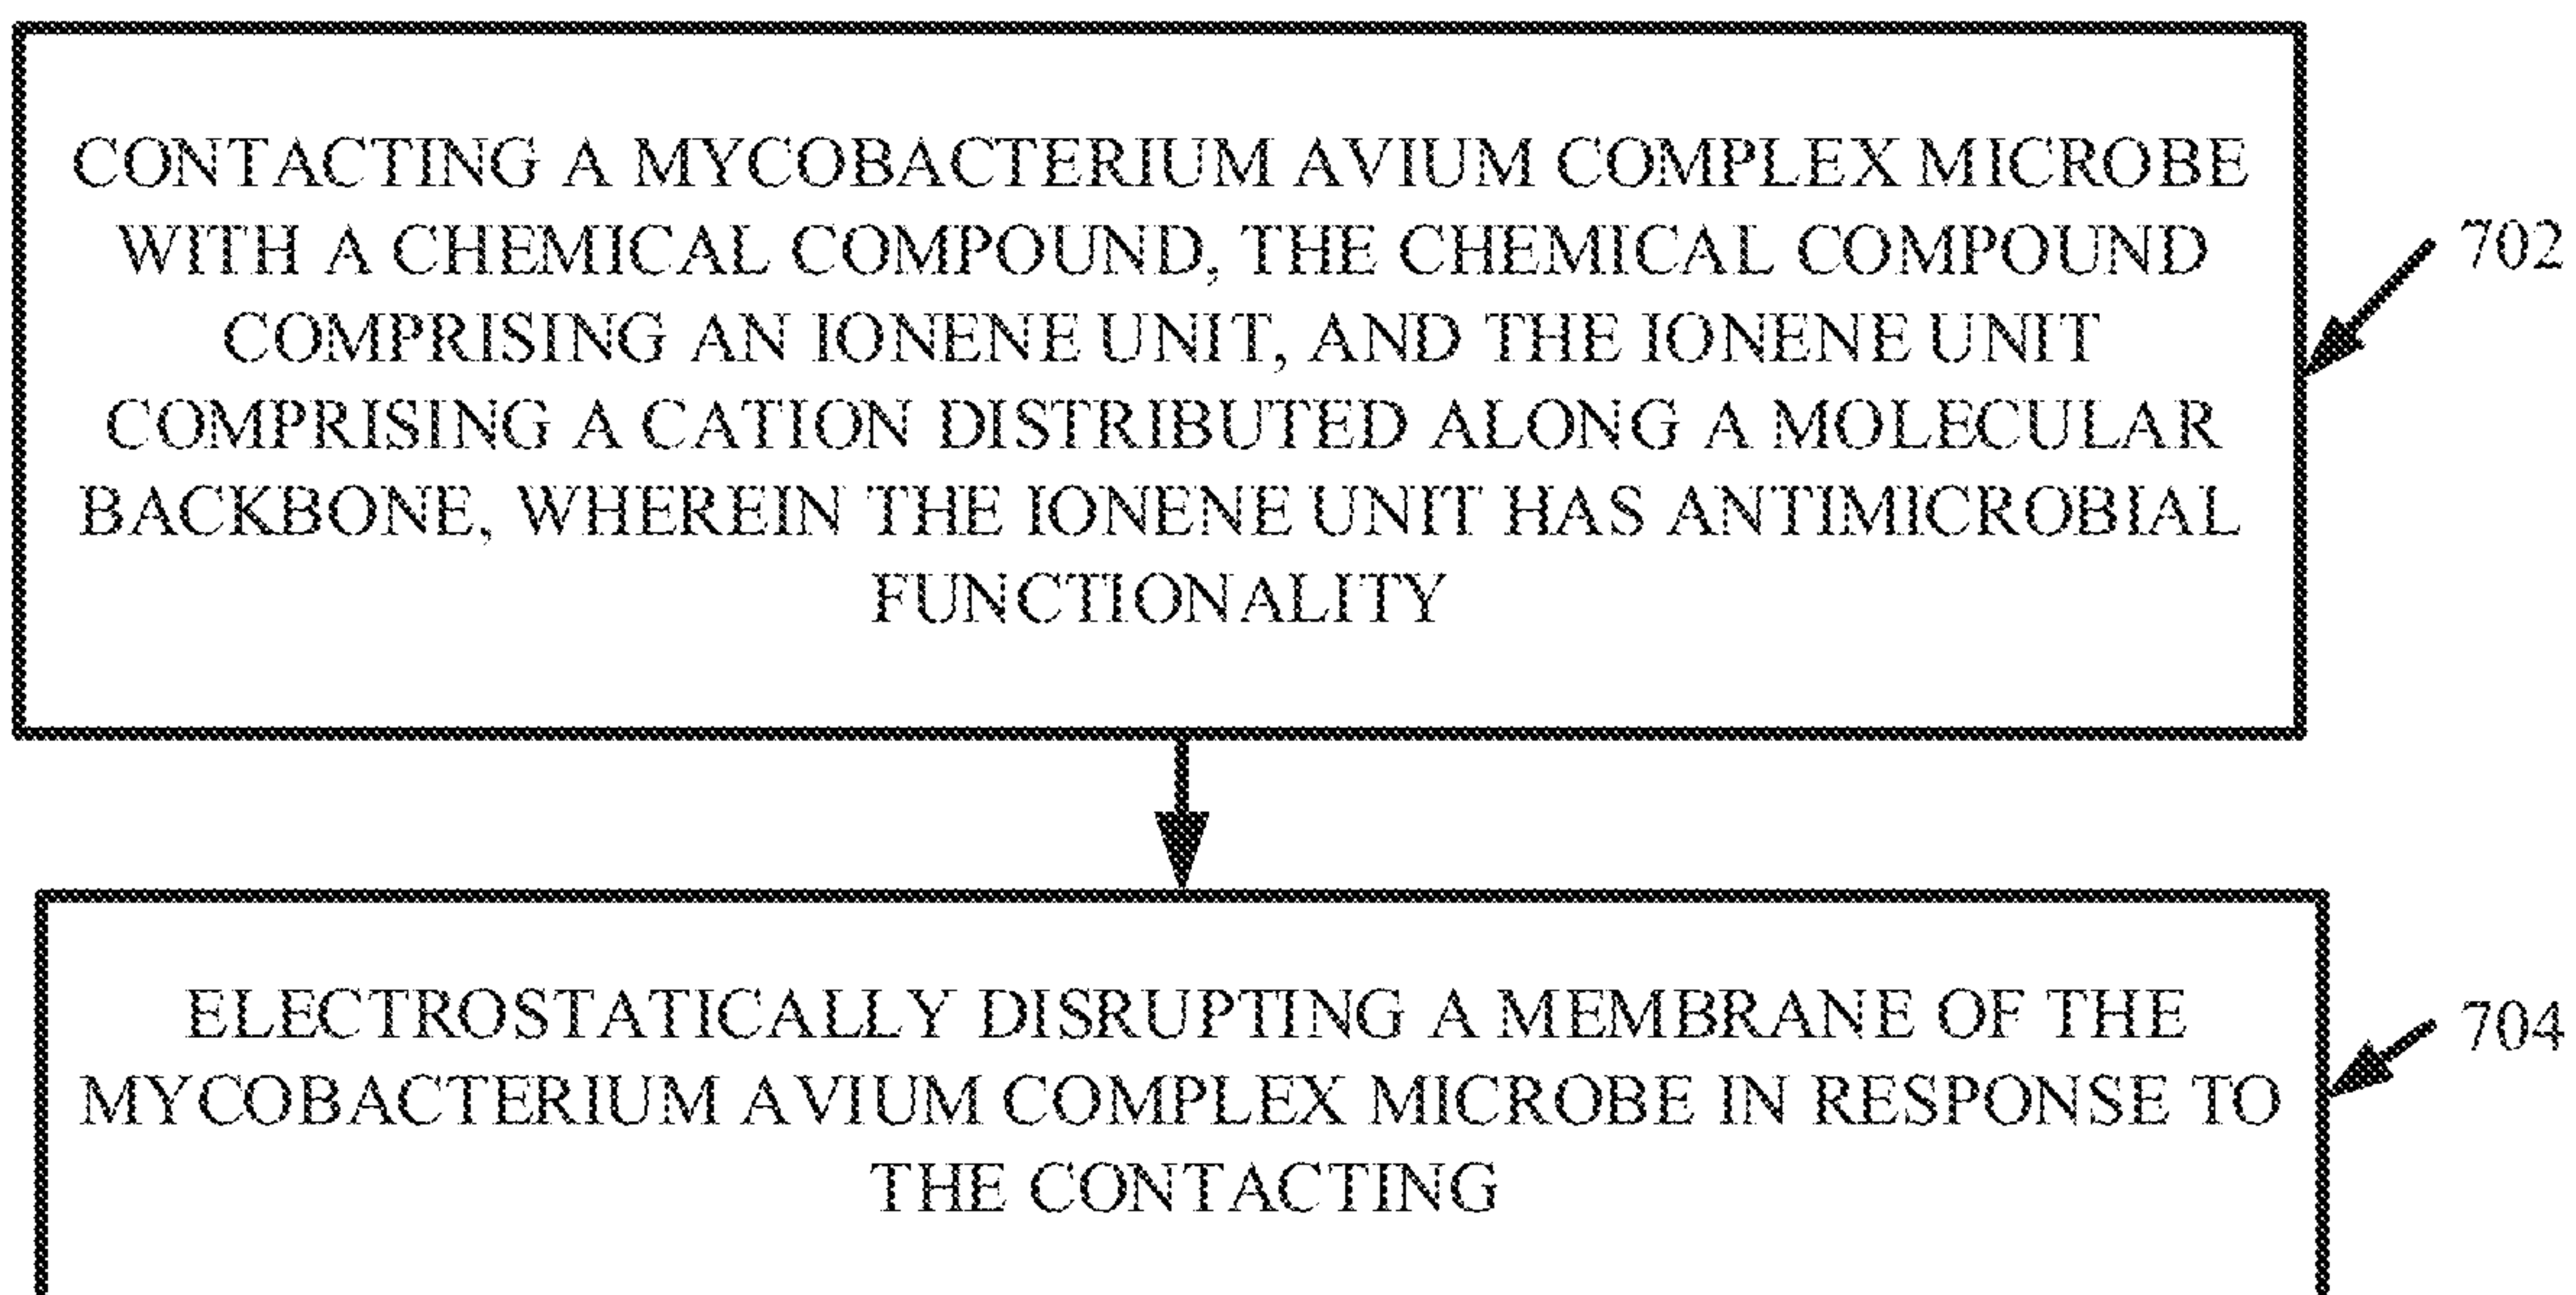 CONTACTING A MYCOBACTERIUM AVIUM COMPLEX MICROBE
WITH A CHEMICAL COMPOUND, THE CHEMICAL COMPOUND
COMPRISING AN IONENE UNIT, AND THE IONENE UNIT
COMPRISING A CATION DISTRIBUTED ALONG A MOLECULAR
BACKBONE, WHEREIN THE IONENE UNIT HAS ANTIMICROBIAL
FUNCTIONALITY
702
ELECTROSTATICALLY DISRUPTING A MEMBRANE OF THE
MYCOBACTERIUM AVIUM COMPLEX MICROBE IN RESPONSE TO
THE CONTACTING
704